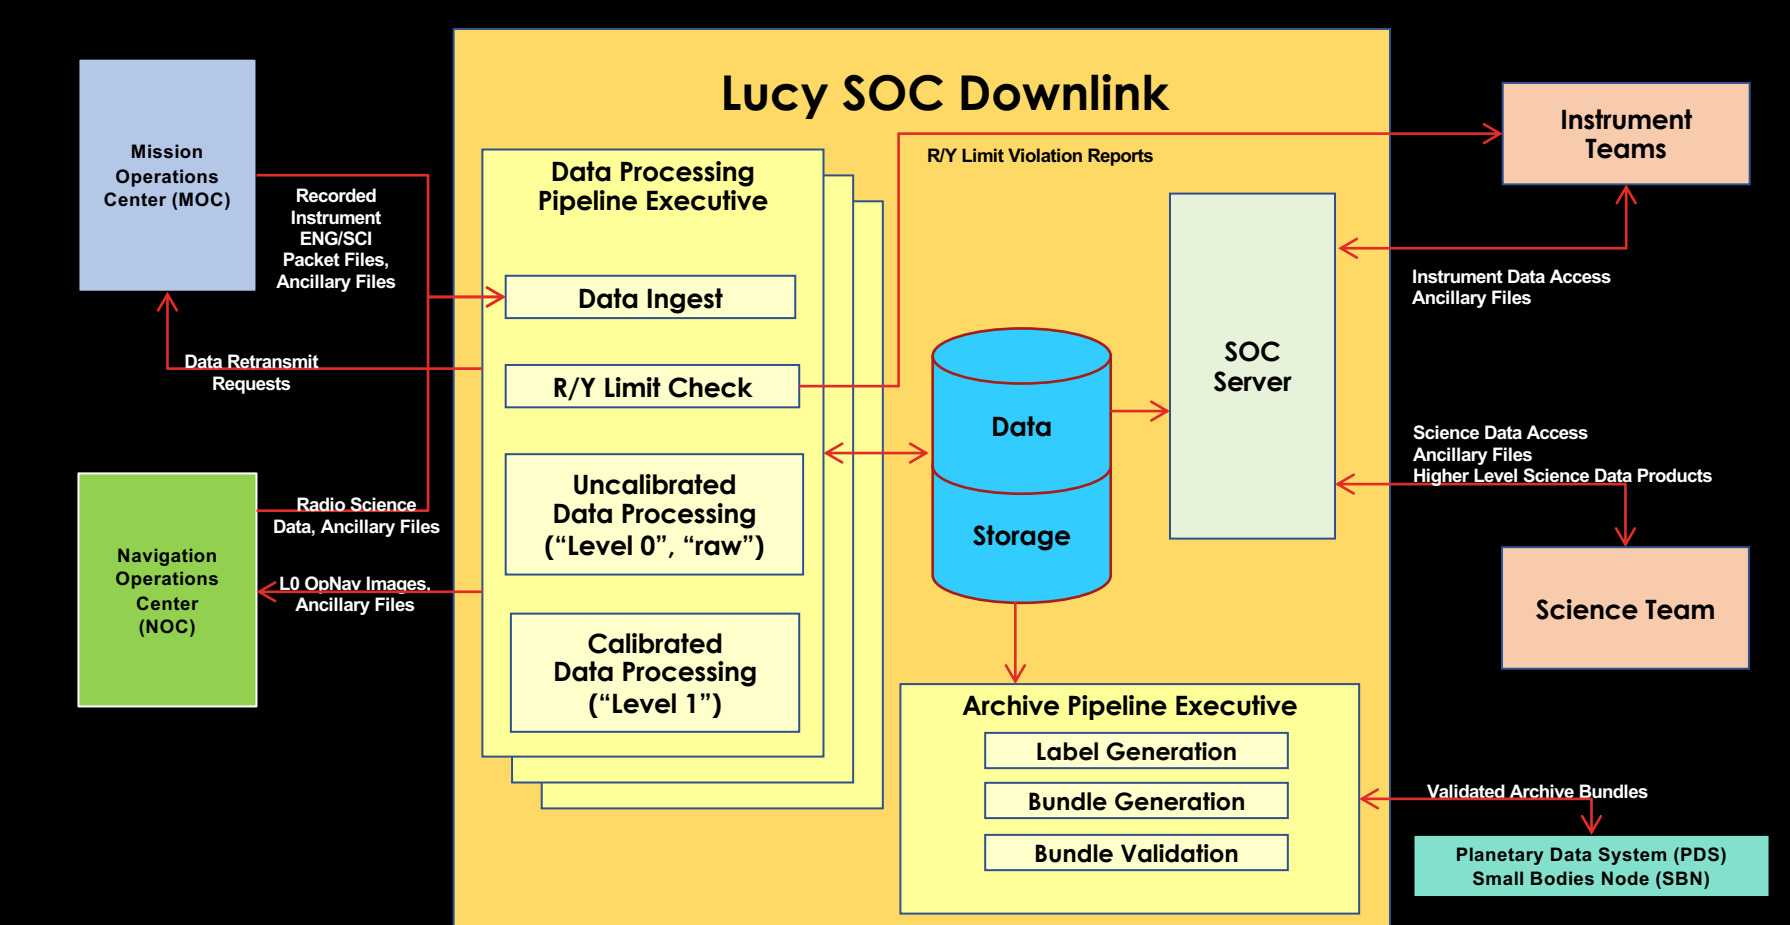 Lucy SOC Downlink
Mission
Operations
Center (MOC)
Recorded
Instrument
ENG/SCI
Packet Files,
Ancillary Files
Data Retransmit
Requests
Radio Science
Data, Ancillary Files
Navigation
Operations
Center
(NOC)
L0 OpNav Images,
Ancillary Files
Data Processing
Pipeline Executive
Data Ingest
R/Y Limit Check
Uncalibrated
Data Processing
(“Level 0”, “raw”)
Calibrated
Data Processing
(“Level 1”)
R/Y Limit Violation Reports
Data
Storage
SOC
Server
Archive Pipeline Executive
Label Generation
Bundle Generation
Bundle Validation
Instrument
Teams
Instrument Data Access
Ancillary Files
Science Data Access
Ancillary Files
Higher Level Science Data Products
Science Team
Validated Archive Bundles
Planetary Data System (PDS)
Small Bodies Node (SBN)